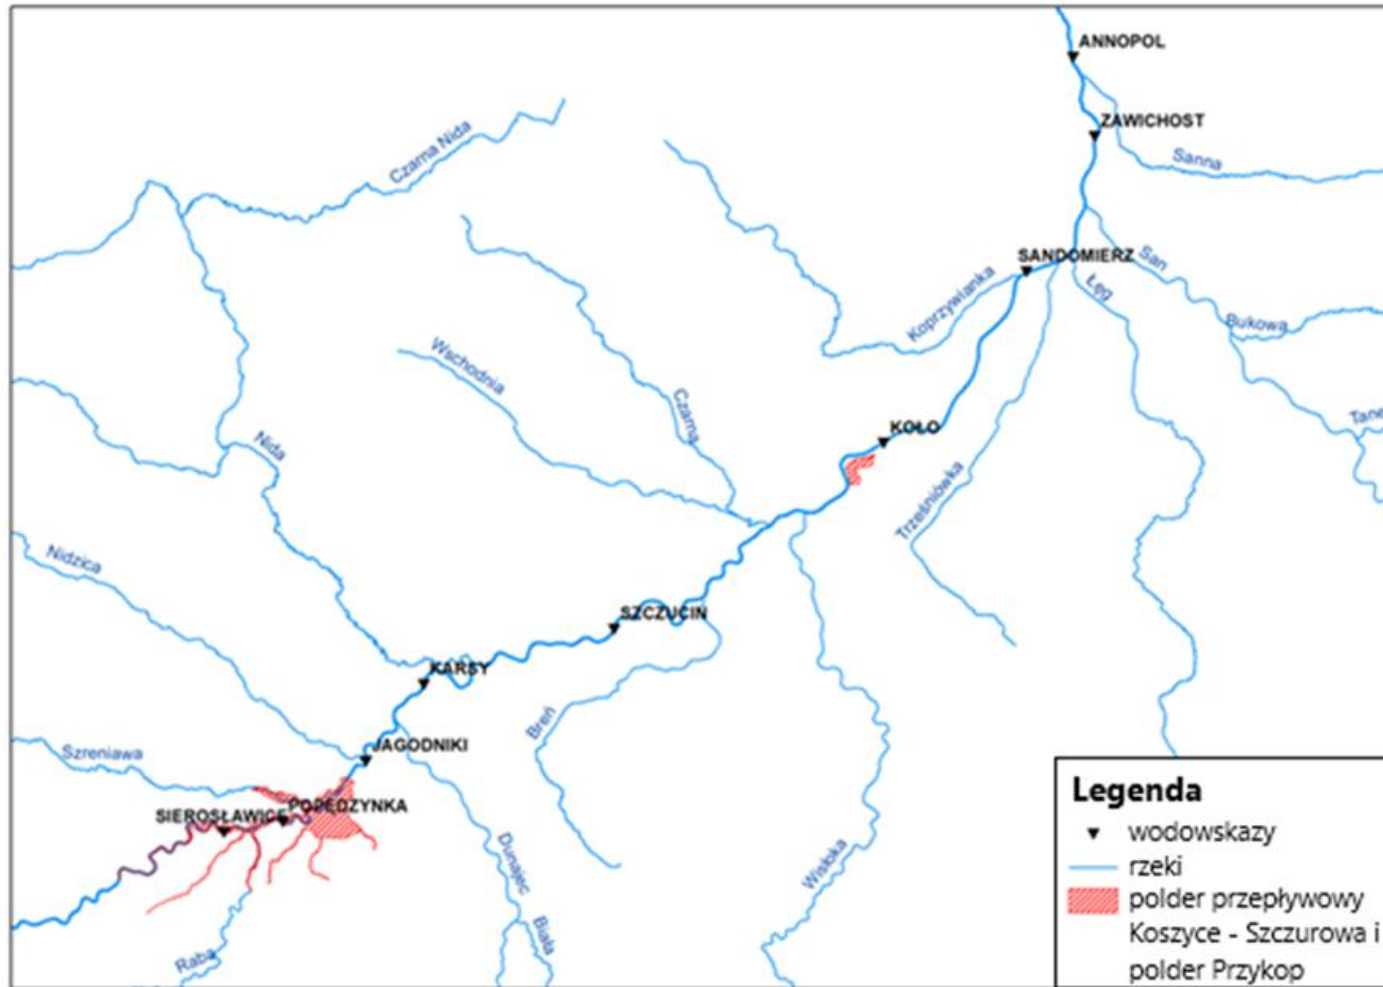 ANNOPOL
ZAWICHOST
Czarna Nida
Sanna
SANDOMIERZ
San
Łęg
Koprzywianka
Bukowa
Wschodnia
Czarna
Tane
KOŁO
Nida
Trześniówka
Nidzica
SZCZUCIN
KARSY
Breń
JAGODNIKI
Szreniawa
POPĘDZYNKA
SIEROSŁAWICE
Dunajec
Biała
Wisłoka
Raba
Legenda
wodowskazy
rzeki
polder przepływowy
Koszyce - Szczurowa i
polder Przykop